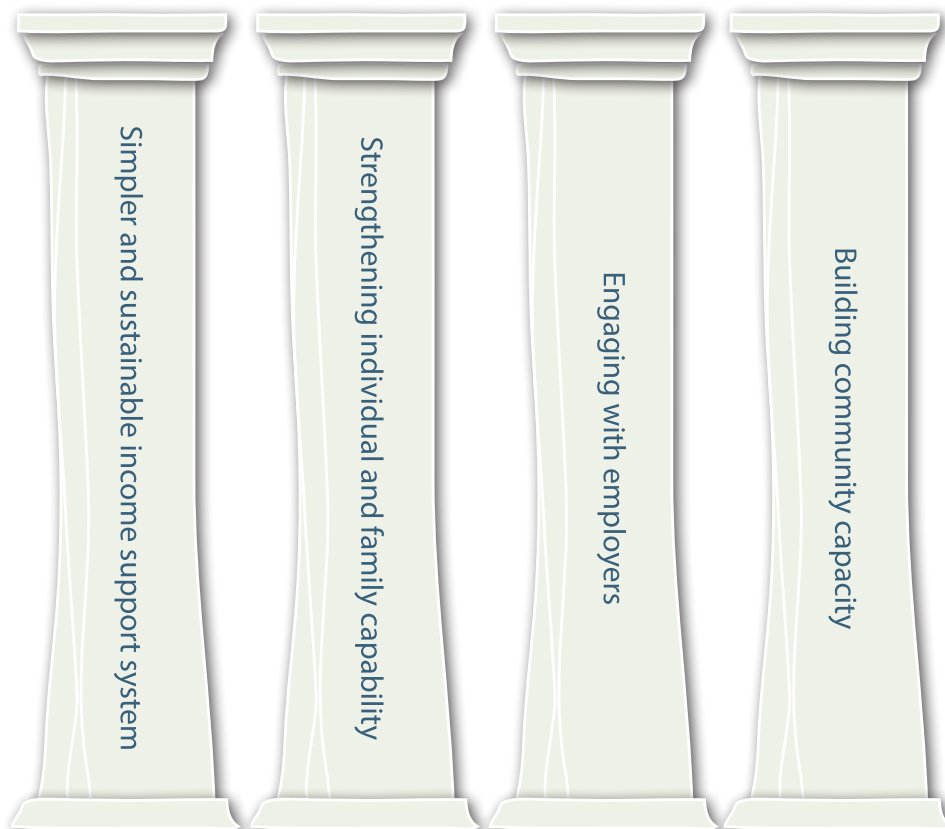 Simpler and sustainable income support system
Strengthening individual and family capability
Engaging with employers
Building community capacity